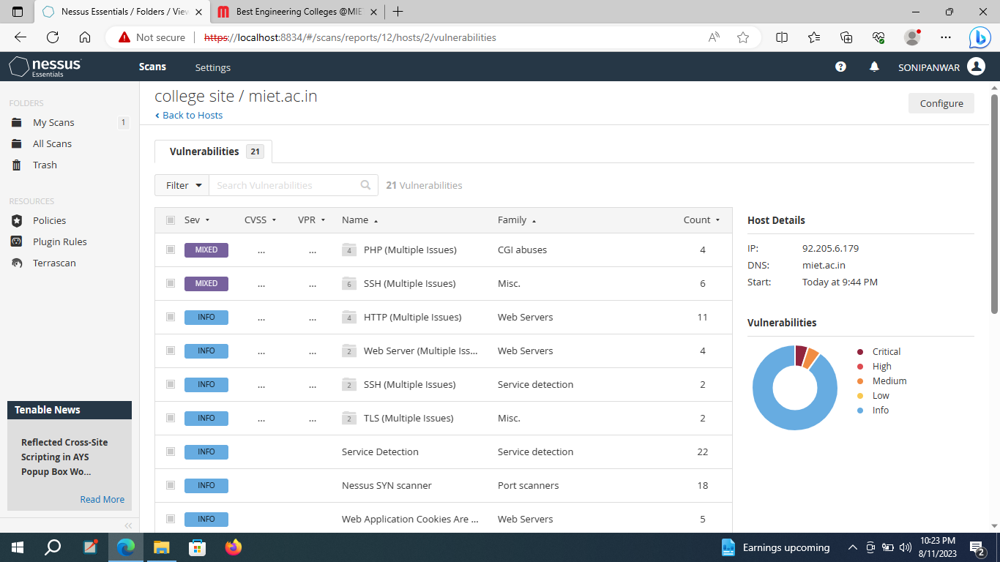 Nessus Essentials / Folders / View
Best Engineering Colleges @MIE
Not secure
https://localhost:8834/#/scans/reports/12/hosts/2/vulnerabilities
nessus
Essentials
Scans
Settings
SONIPANWAR
FOLDERS
My Scans 1
All Scans
Trash
RESOURCES
Policies
Plugin Rules
Terrascan
Tenable News
Reflected Cross-Site
Scripting in AYS
Popup Box Wo...
Read More
college site / miet.ac.in
Back to Hosts
Configure
Vulnerabilities 21
Filter Search Vulnerabilities 21 Vulnerabilities
Sev CVSS VPR Name Family Count
MIXED ... ... 4 PHP (Multiple Issues) CGI abuses 4
MIXED ... ... 6 SSH (Multiple Issues) Misc. 6
INFO ... ... 4 HTTP (Multiple Issues) Web Servers 11
INFO ... ... 2 Web Server (Multiple Iss... Web Servers 4
INFO ... ... 2 SSH (Multiple Issues) Service detection 2
INFO ... ... 2 TLS (Multiple Issues) Misc. 2
INFO Service Detection Service detection 22
INFO Nessus SYN scanner Port scanners 18
INFO Web Application Cookies Are ... Web Servers 5
Host Details
IP: 92.205.6.179
DNS: miet.ac.in
Start: Today at 9:44 PM
Vulnerabilities
Critical
High
Medium
Low
Info
Earnings upcoming
10:23 PM
8/11/2023
2